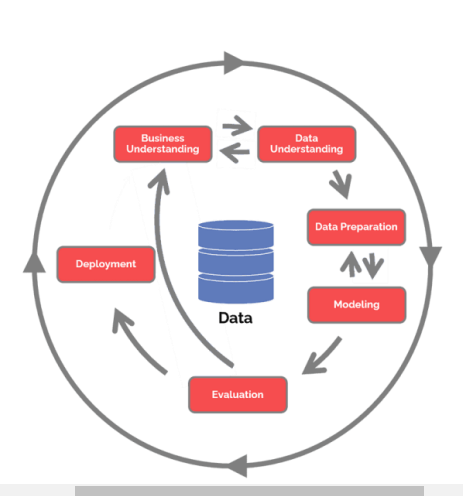 Business
Understanding
Data
Understanding
Data Preparation
Modeling
Evaluation
Deployment
Data